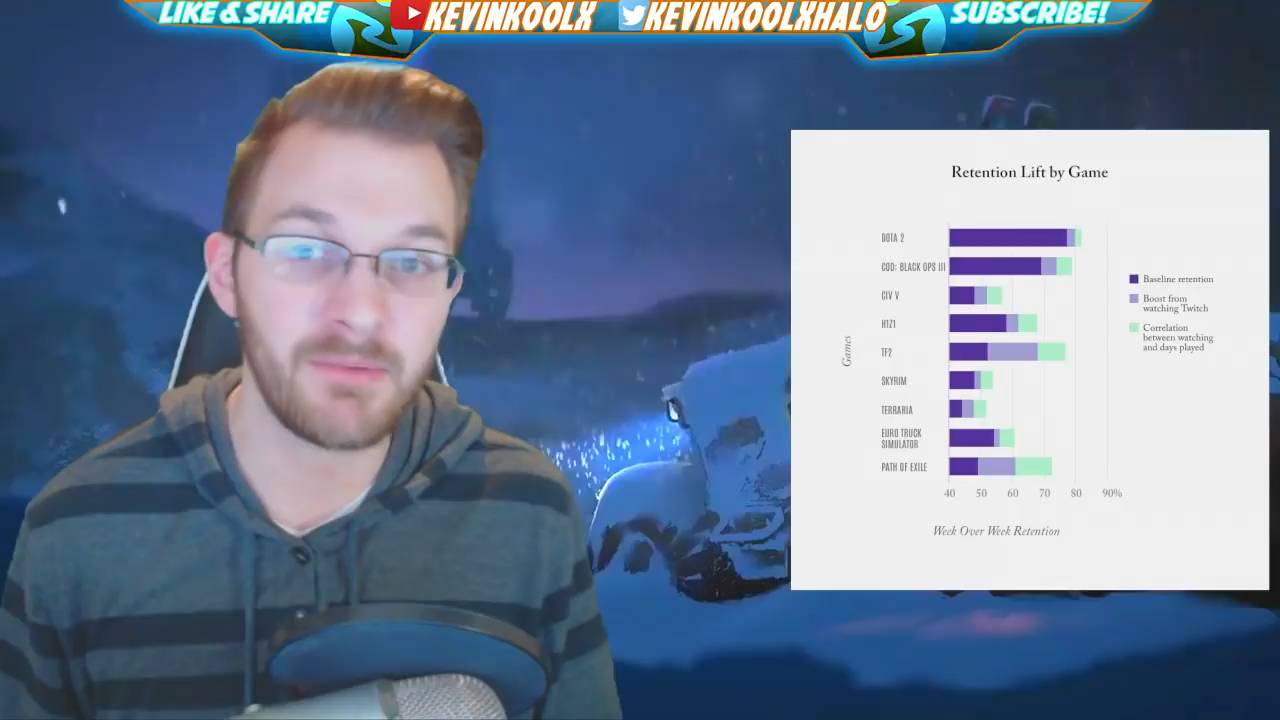 LIKE & SHARE
KEVINKOOLX
KEVINKOOLXHALO
SUBSCRIBE!
Retention Lift by Game
Games
DOTA 2
COD: BLACK OPS III
CIV V
H1Z1
TF2
SKYRIM
TERRARIA
EURO TRUCK
SIMULATOR
PATH OF EXILE
40 50 60 70 80 90%
Week Over Week Retention
Baseline retention
Boost from
watching Twitch
Correlation
between watching
and days played